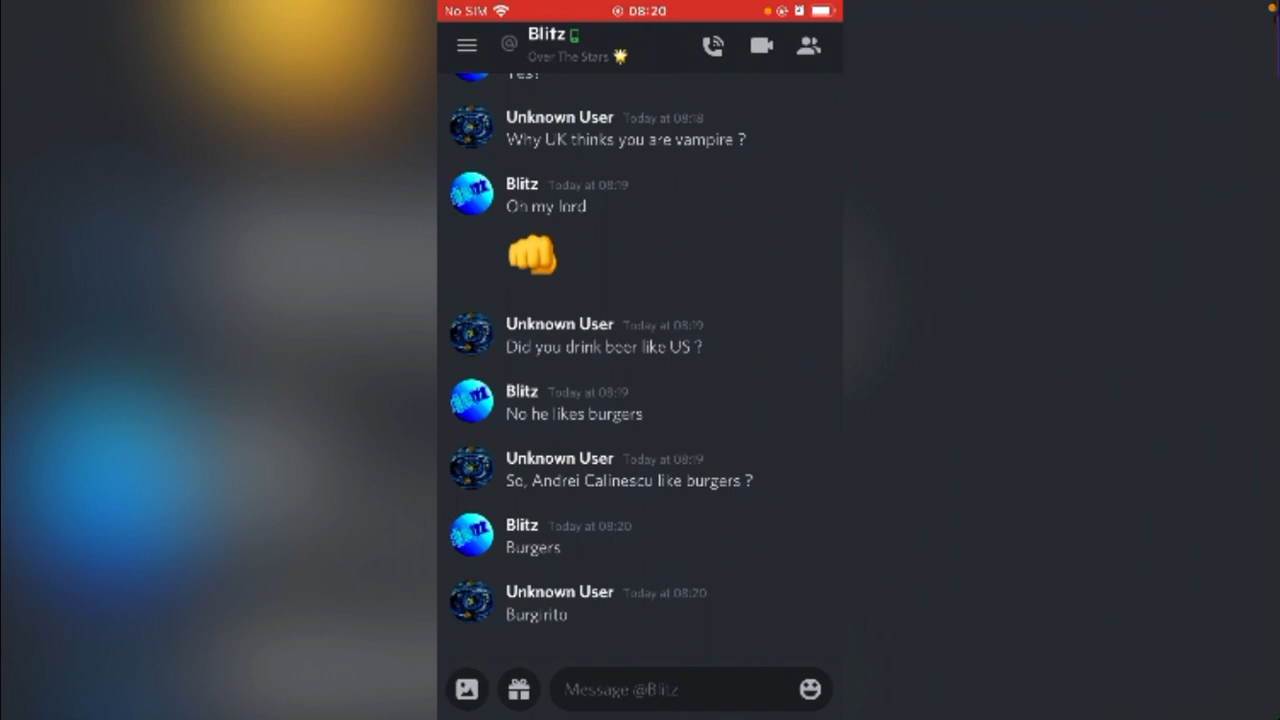 No SIM 08:20
Blitz
Over The Stars
Yes?
Unknown User Today at 08:18
Why UK thinks you are vampire ?
Blitz Today at 08:19
Oh my lord
Unknown User Today at 08:19
Did you drink beer like US ?
Blitz Today at 08:19
No he likes burgers
Unknown User Today at 08:19
So, Andrei Calinescu like burgers ?
Blitz Today at 08:20
Burgers
Unknown User Today at 08:20
Burgirito
Message @Blitz